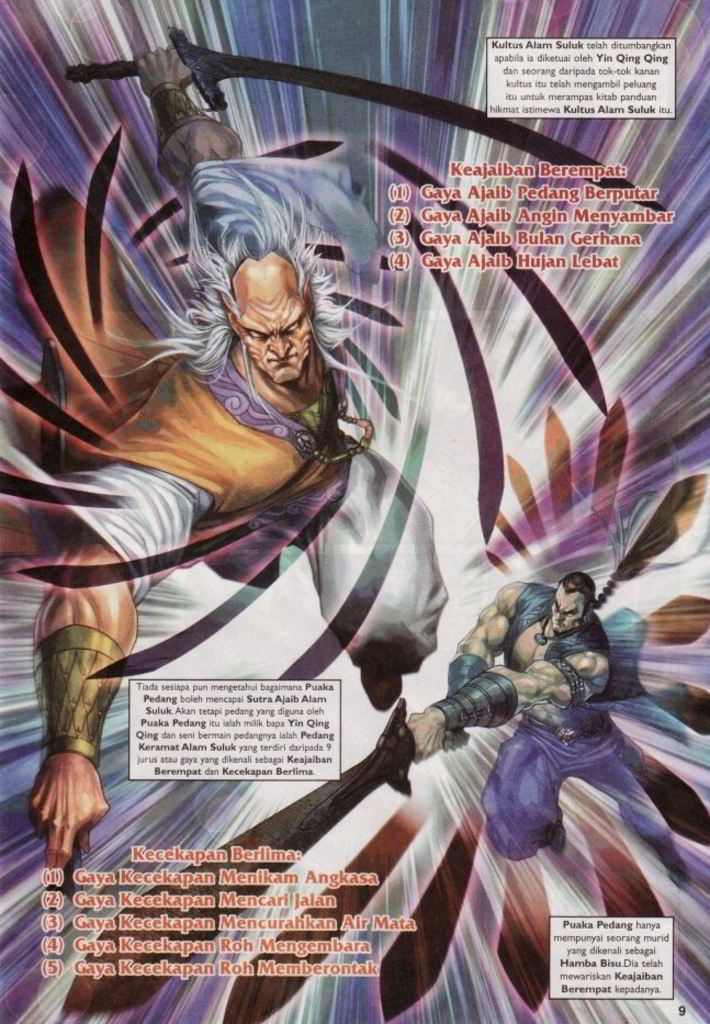 Kultus Alam Suluk telah ditumbangkan
apabila ia diketuai oleh Yin Qing Qing
dan seorang daripada tok-tok kanan
kultus itu telah mengambil peluang
itu untuk merampas kitab panduan
hikmat istimewa Kultus Alam Suluk itu.
Keajaiban Berempat:
(1) Gaya Ajaib Pedang Berputar
(2) Gaya Ajaib Angin Menyambar
(3) Gaya Ajaib Bulan Gerhana
(4) Gaya Ajaib Hujan Lebat
Tiada sesiapa pun mengetahui bagaimana Puaka
Pedang boleh mencapai Sutra Ajaib Alam
Suluk. Akan tetapi pedang yang diguna oleh
Puaka Pedang itu ialah milik bapa Yin Qing
Qing dan seni bermain pedangnya ialah Pedang
Keramat Alam Suluk yang terdiri daripada 9
jurus atau gaya yang dikenali sebagai Keajaiban
Berempat dan Kecekapan Berlima.
Kecekapan Berlima:
(1) Gaya Kecekapan Menikam Angkasa
(2) Gaya Kecekapan Mencari Jalan
(3) Gaya Kecekapan Mencurahkan Air Mata
(4) Gaya Kecekapan Roh Mengembara
(5) Gaya Kecekapan Roh Memberontak
Puaka Pedang hanya
mempunyai seorang murid
yang dikenali sebagai
Hamba Bisu. Dia telah
mewariskan Keajaiban
Berempat kepadanya.
9